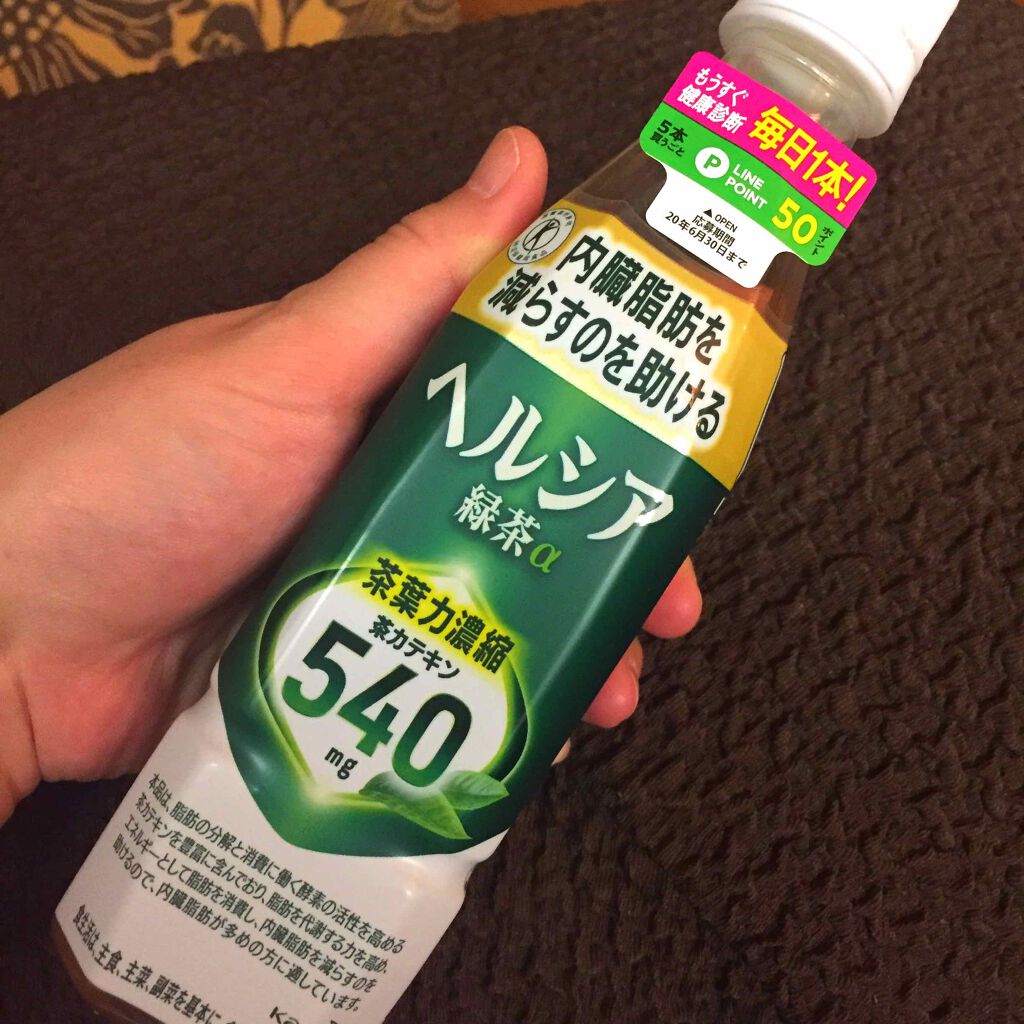 もうすぐ
健康診断
毎日1本!
5本
買うごと
P
LINE
POINT
50
ポイント
▲OPEN
応募期間
20年6月30日まで
内臓脂肪を
減らすのを助ける
ヘルシア
緑茶α
茶葉力濃縮
茶カテキン
540
mg
本品は、脂肪の分解と消費に働く酵素の活性を高める
茶カテキンを豊富に含んでおり、脂肪を代謝する力を高め、
エネルギーとして脂肪を消費し、内臓脂肪を減らすのを
助けるので、内臓脂肪が多めの方に適しています。
食生活は、主食、主菜、副菜を基本に、